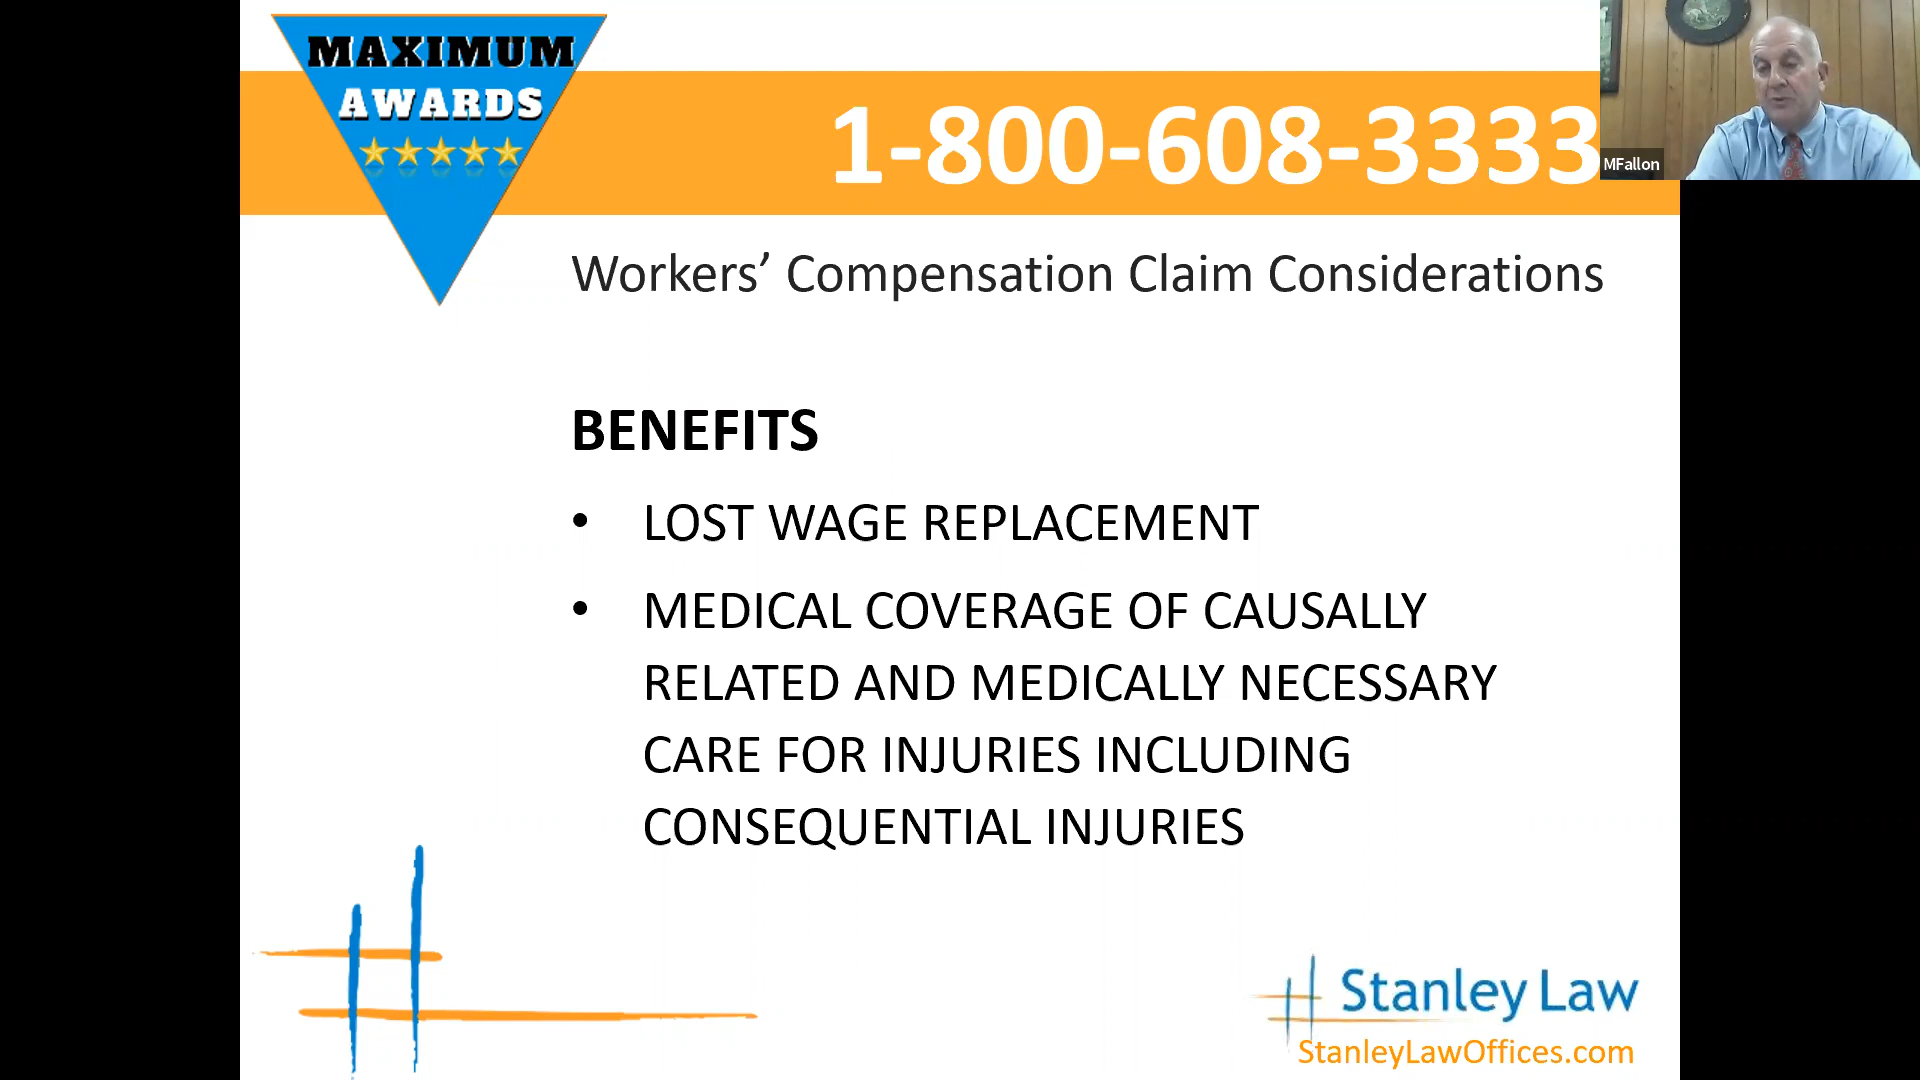 MAXIMUM
AWARDS
1-800-608-3333
MFallon
Workers’ Compensation Claim Considerations
BENEFITS
• LOST WAGE REPLACEMENT
• MEDICAL COVERAGE OF CAUSALLY
RELATED AND MEDICALLY NECESSARY
CARE FOR INJURIES INCLUDING
CONSEQUENTIAL INJURIES
Stanley Law
StanleyLawOffices.com